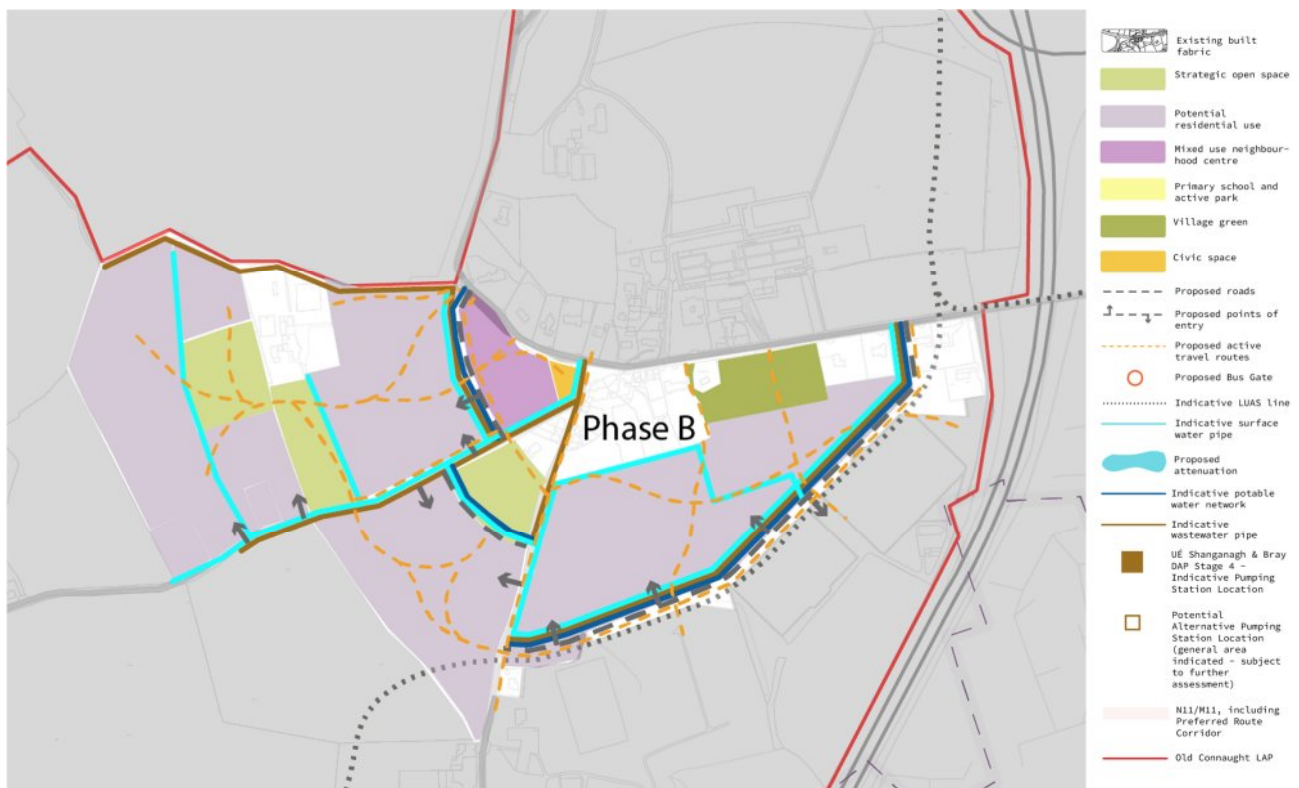 Phase B
Existing built
fabric
Strategic open space
Potential
residential use
Mixed use neighbour-
hood centre
Primary school and
active park
Village green
Civic space
Proposed roads
Proposed points of
entry
Proposed active
travel routes
Proposed Bus Gate
Indicative LUAS line
Indicative surface
water pipe
Proposed
attenuation
Indicative potable
water network
Indicative
wastewater pipe
UÉ Shanganagh & Bray
DAP Stage 4 –
Indicative Pumping
Station Location
Potential
Alternative Pumping
Station Location
(general area
indicated – subject
to further
assessment)
N11/M11, including
Preferred Route
Corridor
Old Connaught LAP